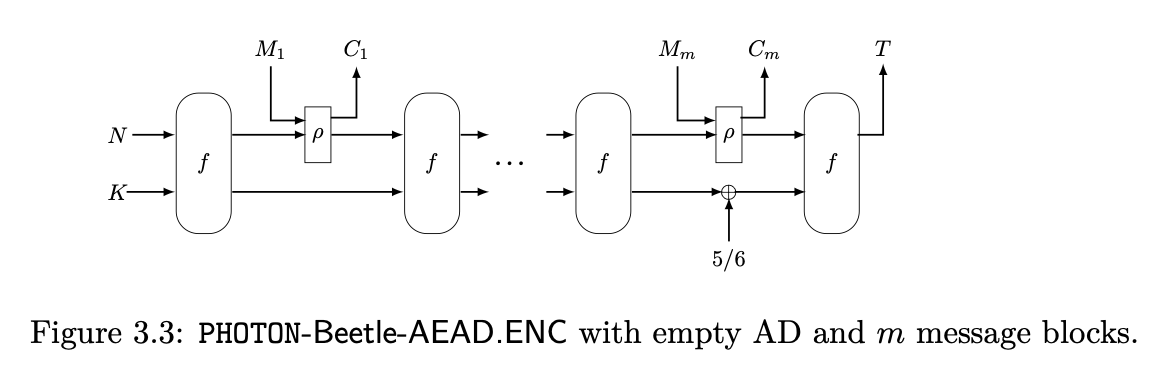 M₁ C₁ Mₘ Cₘ T
N f ρ f ... f ρ f
K ⊕
5/6
Figure 3.3: PHOTON-Beetle-AEAD.ENC with empty AD and m message blocks.